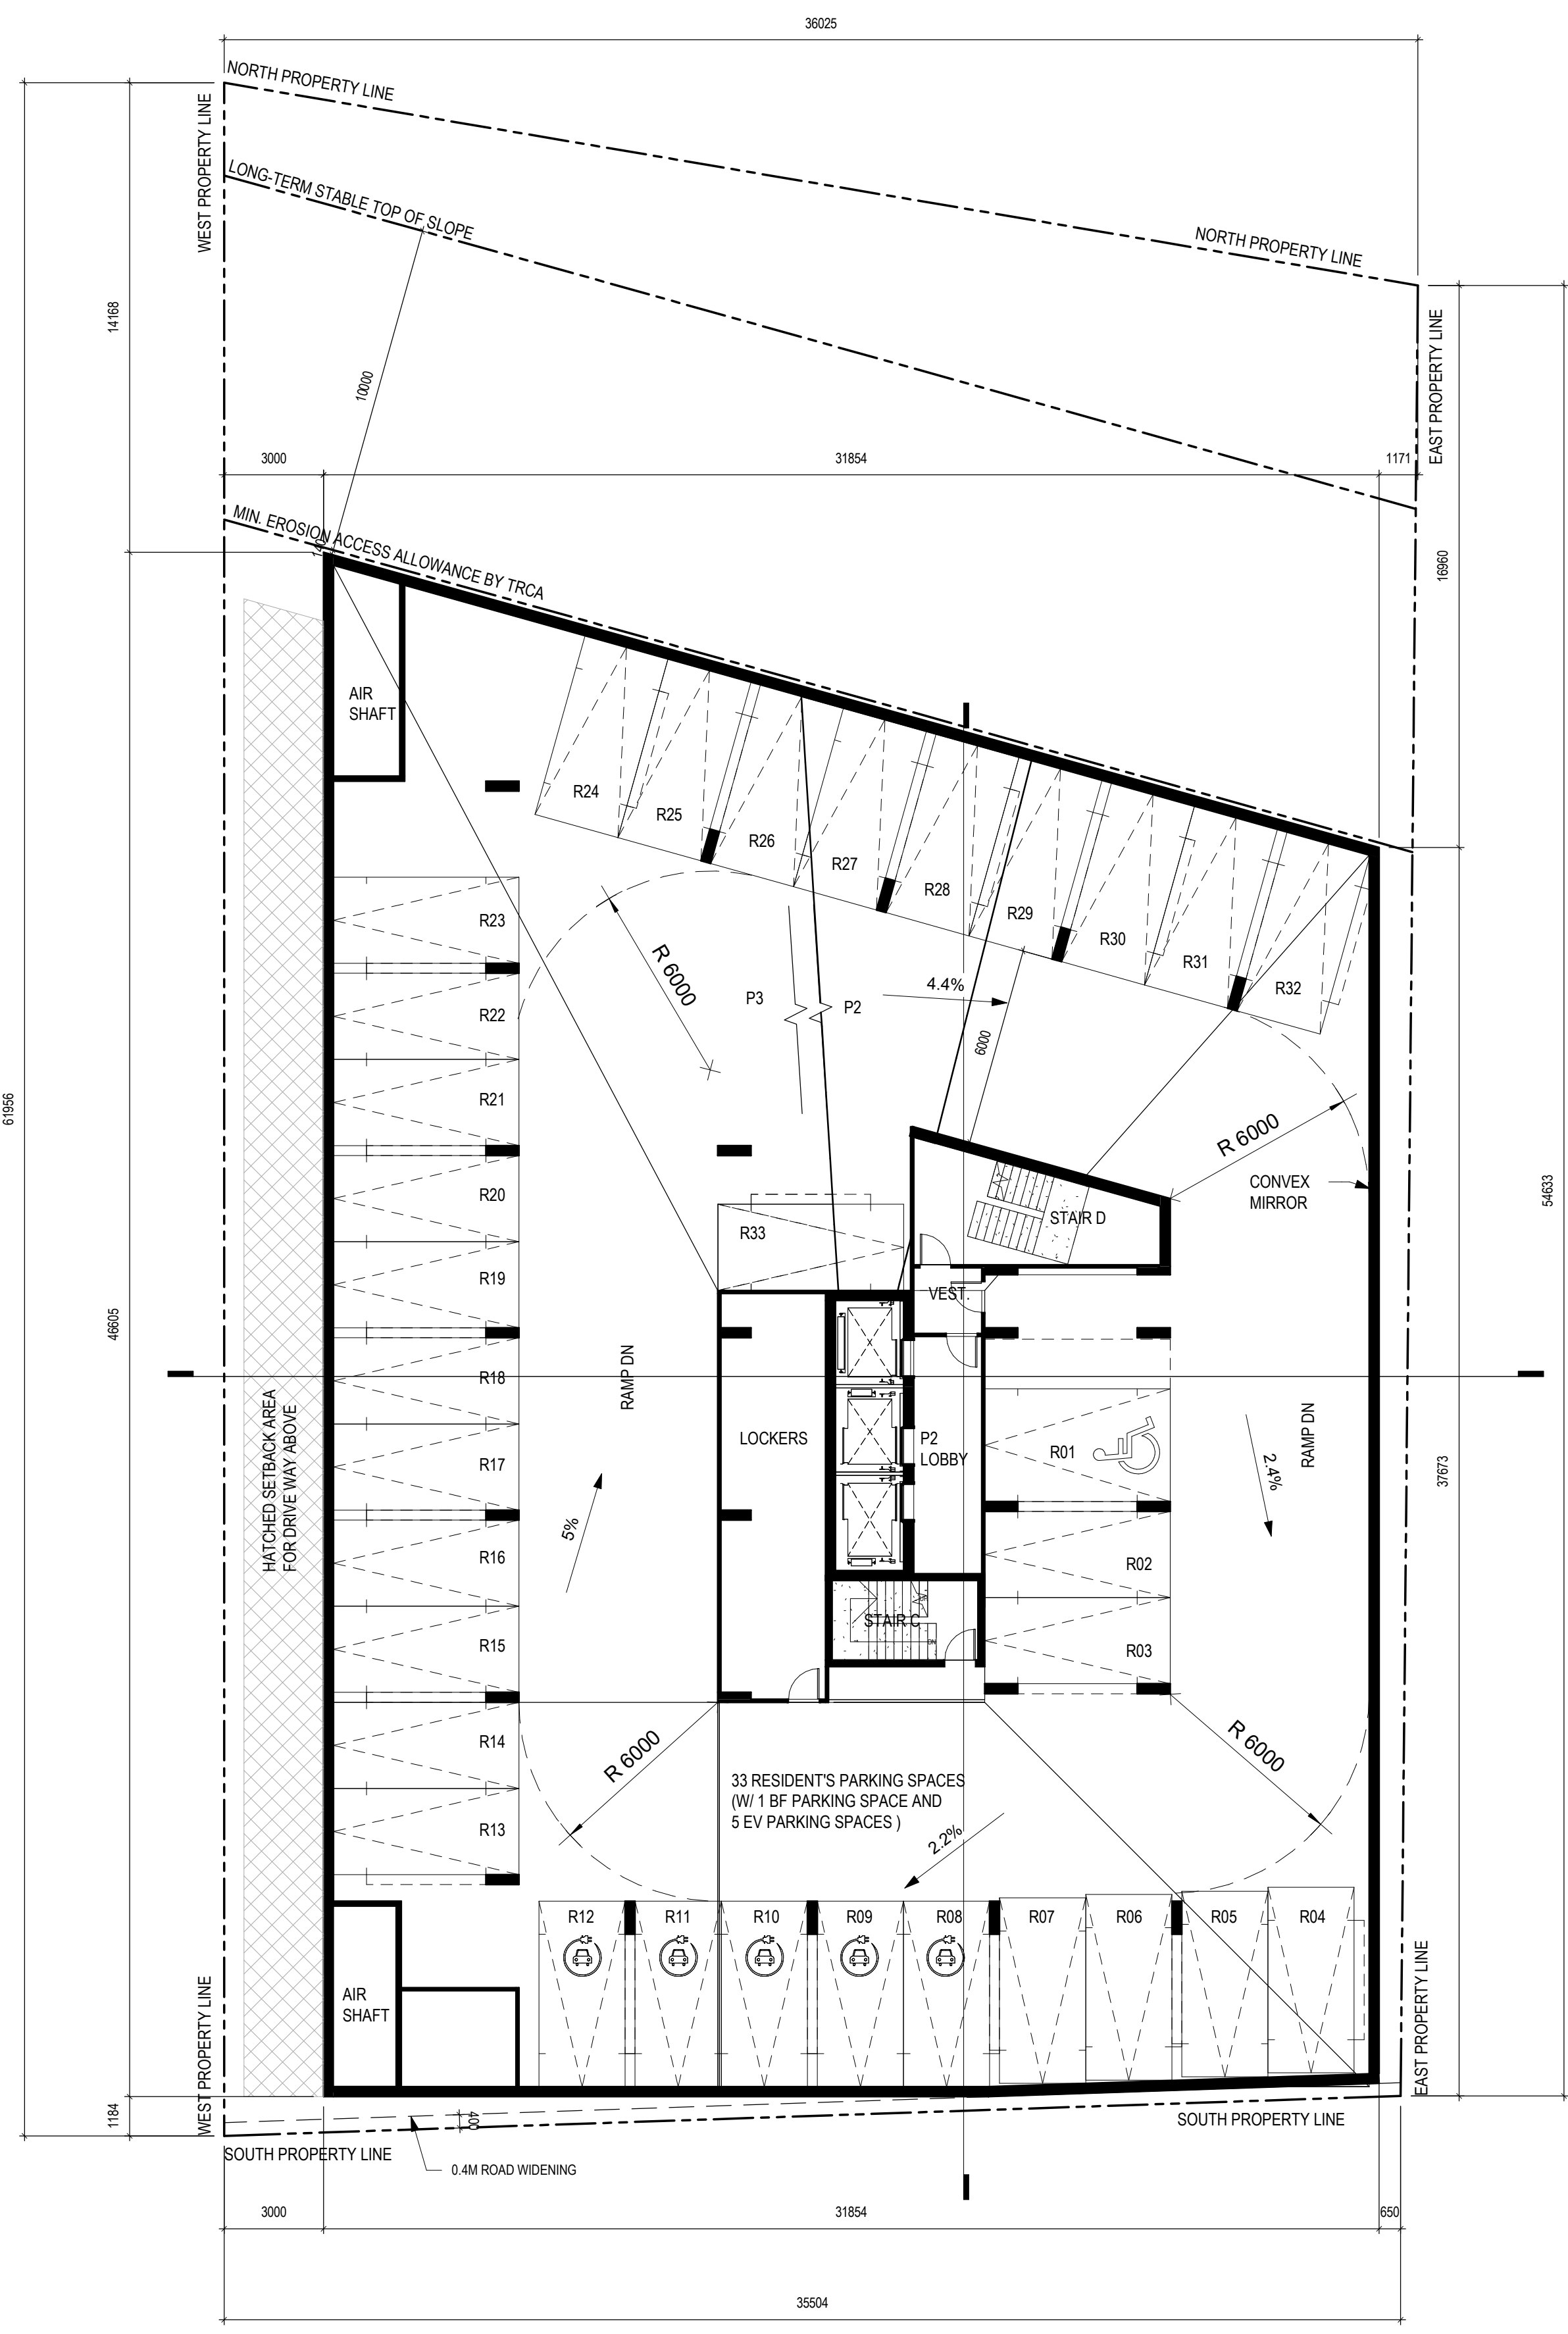 36025
NORTH PROPERTY LINE
WEST PROPERTY LINE
LONG-TERM STABLE TOP OF SLOPE
NORTH PROPERTY LINE
EAST PROPERTY LINE
14168
10000
3000
31854
1171
MIN. EROSION ACCESS ALLOWANCE BY TRCA
16960
AIR
SHAFT
R24
R25
R26
R27
R28
R29
R30
R31
R32
R23
R22
R21
R20
R19
R18
R17
R16
R15
R14
R13
R 6000
P3
P2
4.4%
6000
R 6000
CONVEX
MIRROR
STAIR D
R33
VEST.
61956
46605
54633
37673
HATCHED SETBACK AREA
FOR DRIVE WAY ABOVE
RAMP DN
5%
LOCKERS
P2
LOBBY
R01
R02
R03
RAMP DN
2.4%
STAIR C
DN
R 6000
R 6000
33 RESIDENT'S PARKING SPACES
(W/ 1 BF PARKING SPACE AND
5 EV PARKING SPACES )
2.2%
R12
R11
R10
R09
R08
R07
R06
R05
R04
AIR
SHAFT
WEST PROPERTY LINE
EAST PROPERTY LINE
1184
400
SOUTH PROPERTY LINE
SOUTH PROPERTY LINE
0.4M ROAD WIDENING
3000
31854
650
35504